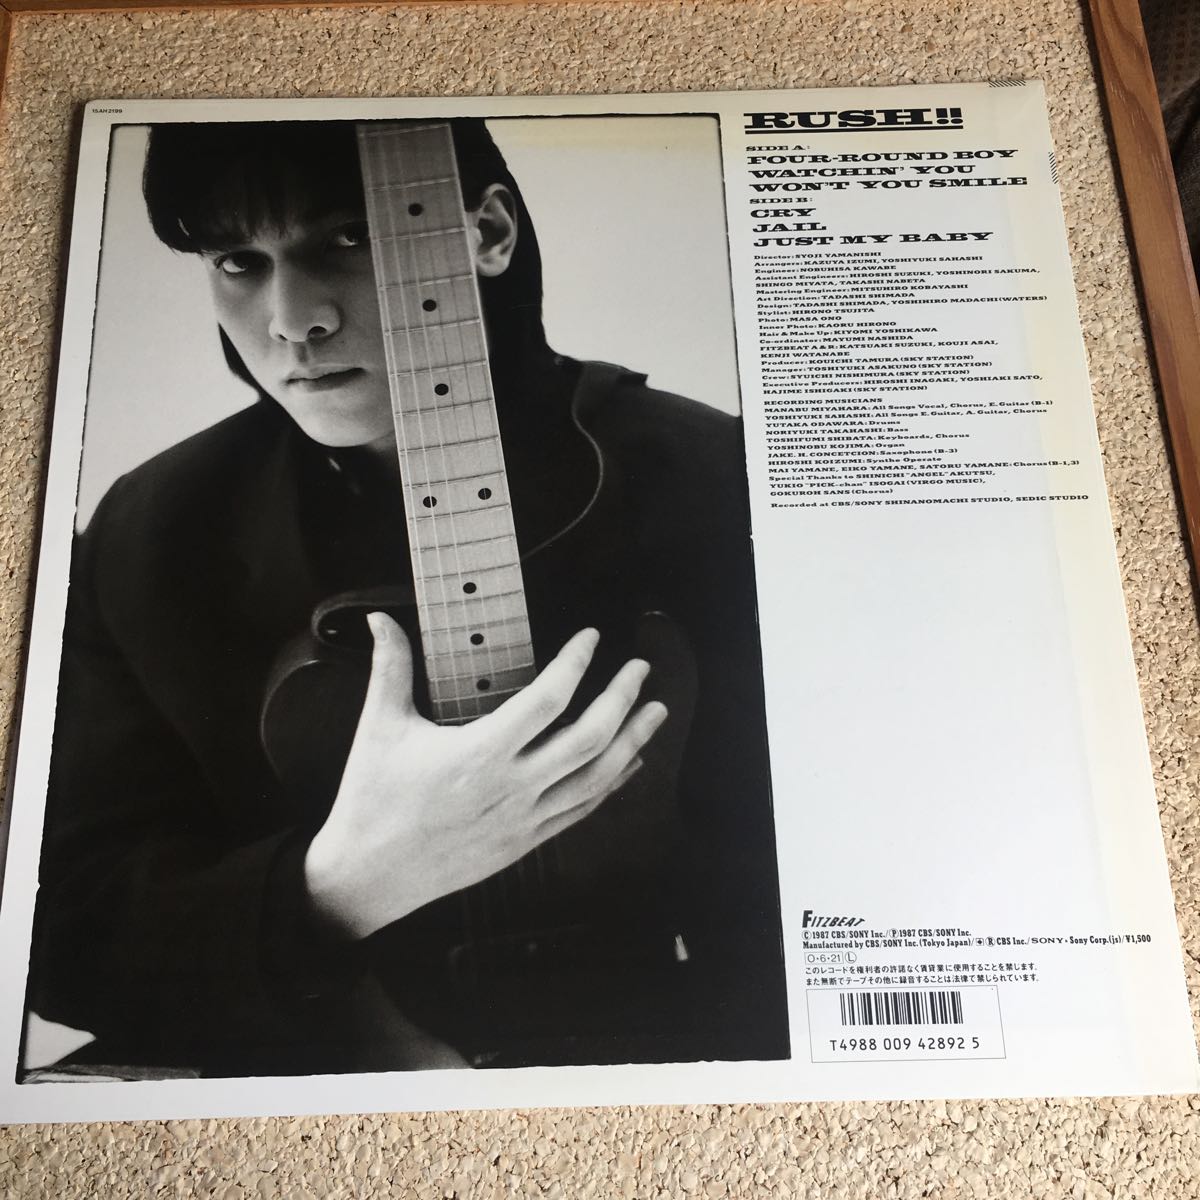 15AH 2199
RUSH!!
SIDE A:
FOUR-ROUND BOY
WATCHIN' YOU
WON'T YOU SMILE
SIDE B:
CRY
JAIL
JUST MY BABY
Director: SYOJI YAMANISHI
Arrangers: KAZUYA IZUMI, YOSHIYUKI SAHASHI
Engineer: NOBUHISA KAWABE
Assistant Engineers: HIROSHI SUZUKI, YOSHINORI SAKUMA,
SHINGO MIYATA, TAKASHI NABETA
Mastering Engineer: MITSUHIRO KOBAYASHI
Art Direction: TADASHI SHIMADA
Design: TADASHI SHIMADA, YOSHIHIRO MADACHI (WATERS)
Stylist: HIRONO TSUJITA
Photo: MASA ONO
Inner Photo: KAORU HIRONO
Hair & Make Up: KIYOMI YOSHIKAWA
Co-ordinator: MAYUMI NASHIDA
FITZBEAT A & R: KATSUAKI SUZUKI, KOUJI ASAI,
KENJI WATANABE
Producer: KOUICHI TAMURA (SKY STATION)
Manager: TOSHIYUKI ASAKUNO (SKY STATION)
Crew: SYUICHI NISHIMURA (SKY STATION)
Executive Producers: HIROSHI INAGAKI, YOSHIAKI SATO,
HAJIME ISHIGAKI (SKY STATION)
RECORDING MUSICIANS
MANABU MIYAHARA: All Songs Vocal, Chorus, E. Guitar (B-1)
YOSHIYUKI SAHASHI: All Songs E. Guitar, A. Guitar, Chorus
YUTAKA ODAWARA: Drums
NORIYUKI TAKAHASHI: Bass
TOSHIFUMI SHIBATA: Keyboards, Chorus
YOSHINOBU KOJIMA: Organ
JAKE. H. CONCETCION: Saxophone (B-3)
HIROSHI KOIZUMI: Synthe Operate
MAI YAMANE, EIKO YAMANE, SATORU YAMANE: Chorus (B-1,3)
Special Thanks to SHINICHI "ANGEL" AKUTSU,
YUKIO "PICK-chan" ISOGAI (VIRGO MUSIC),
GOKUROH SANS (Chorus)
Recorded at CBS/SONY SHINANOMACHI STUDIO, SEDIC STUDIO
FITZBEAT
Ⓒ1987 CBS/SONY Inc./Ⓟ1987 CBS/SONY Inc.
Manufactured by CBS/SONY Inc. (Tokyo Japan)/ ® CBS Inc./SONY® Sony Corp. (js)/¥1,500
O・6・21 Ⓛ
このレコードを権利者の許諾なく賃貸業に使用することを禁じます.
また無断でテープその他に録音することは法律で禁じられています.
T4988 009 42892 5